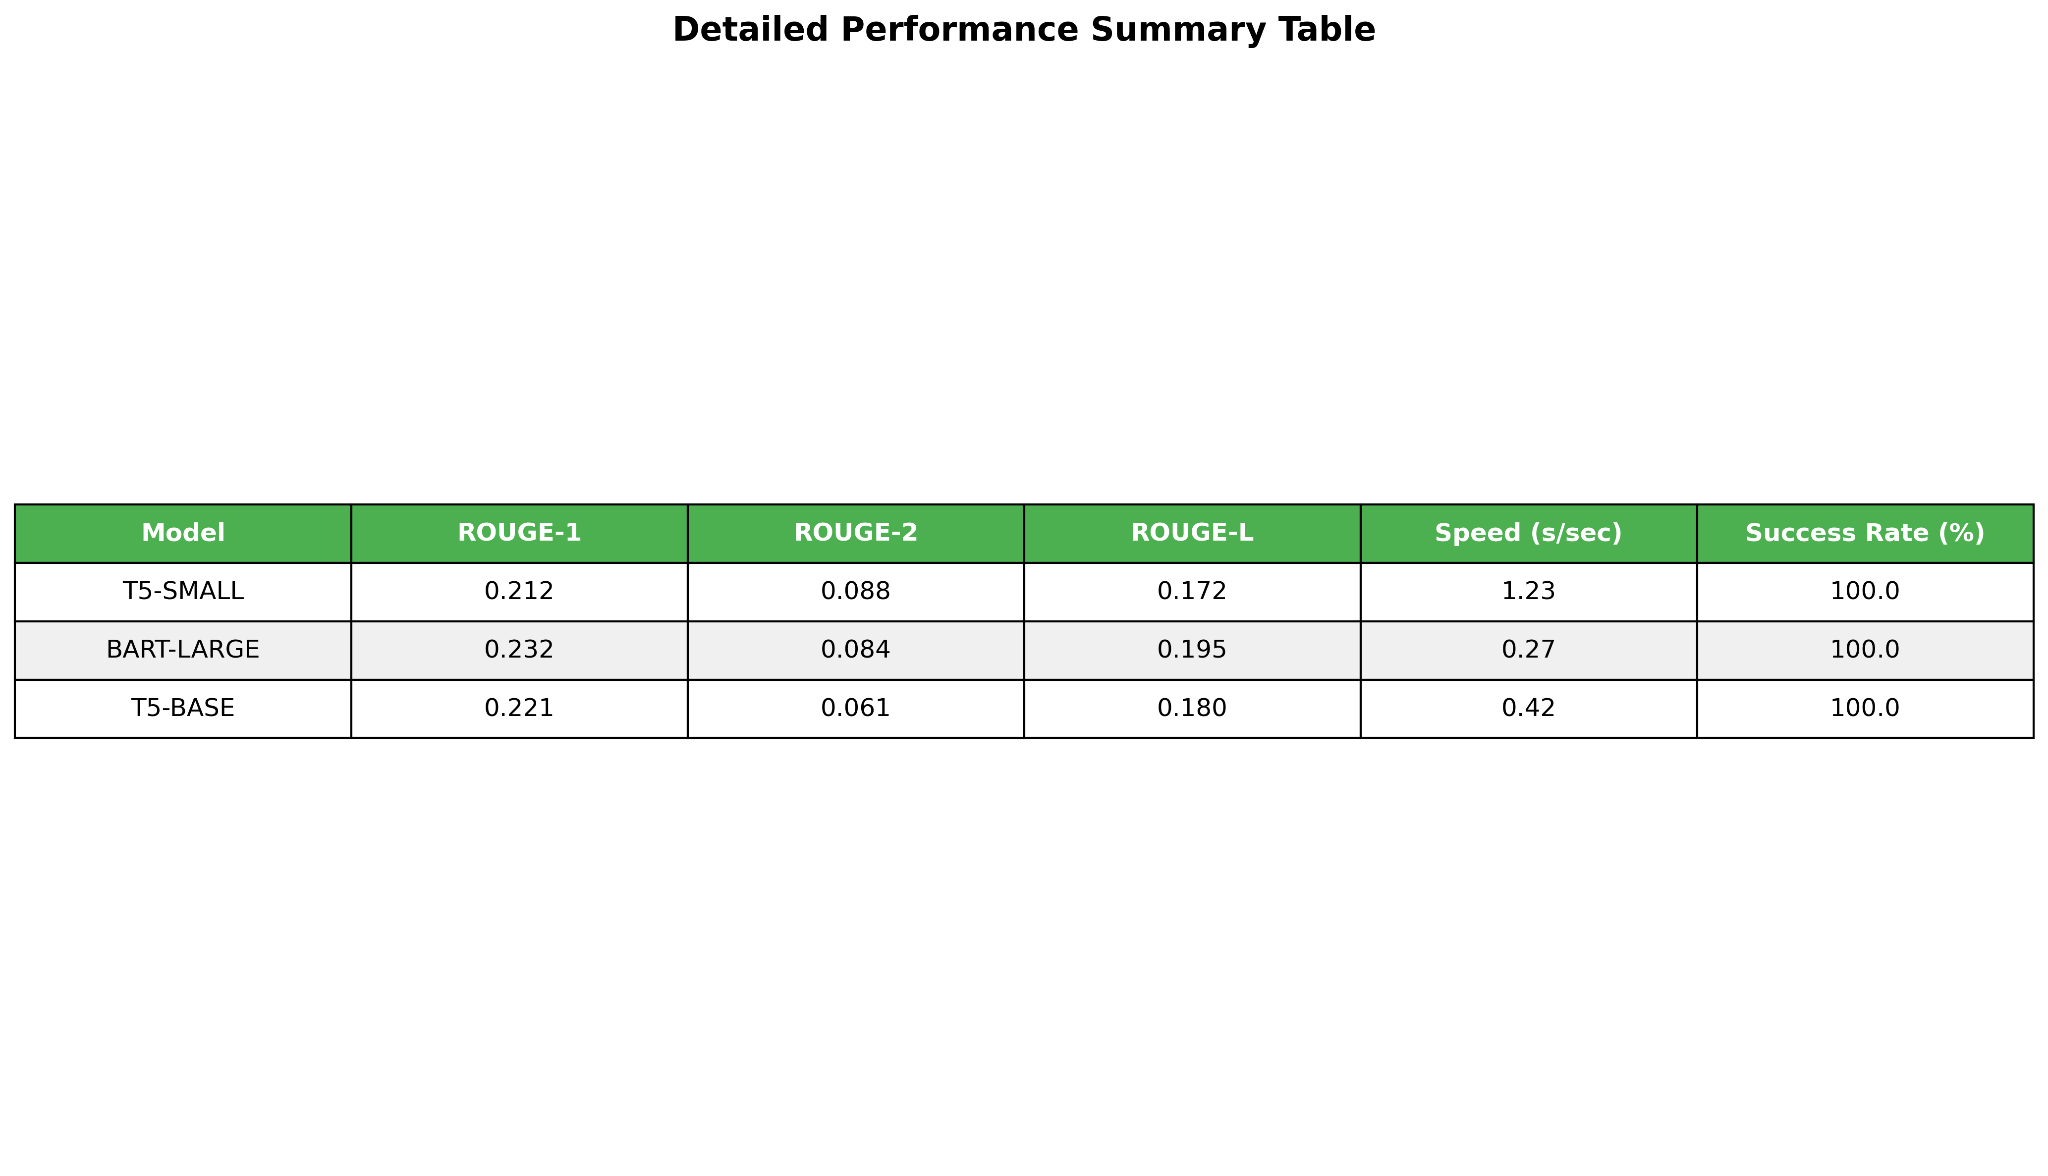 Detailed Performance Summary Table
Model ROUGE-1 ROUGE-2 ROUGE-L Speed (s/sec) Success Rate (%)
T5-SMALL 0.212 0.088 0.172 1.23 100.0
BART-LARGE 0.232 0.084 0.195 0.27 100.0
T5-BASE 0.221 0.061 0.180 0.42 100.0